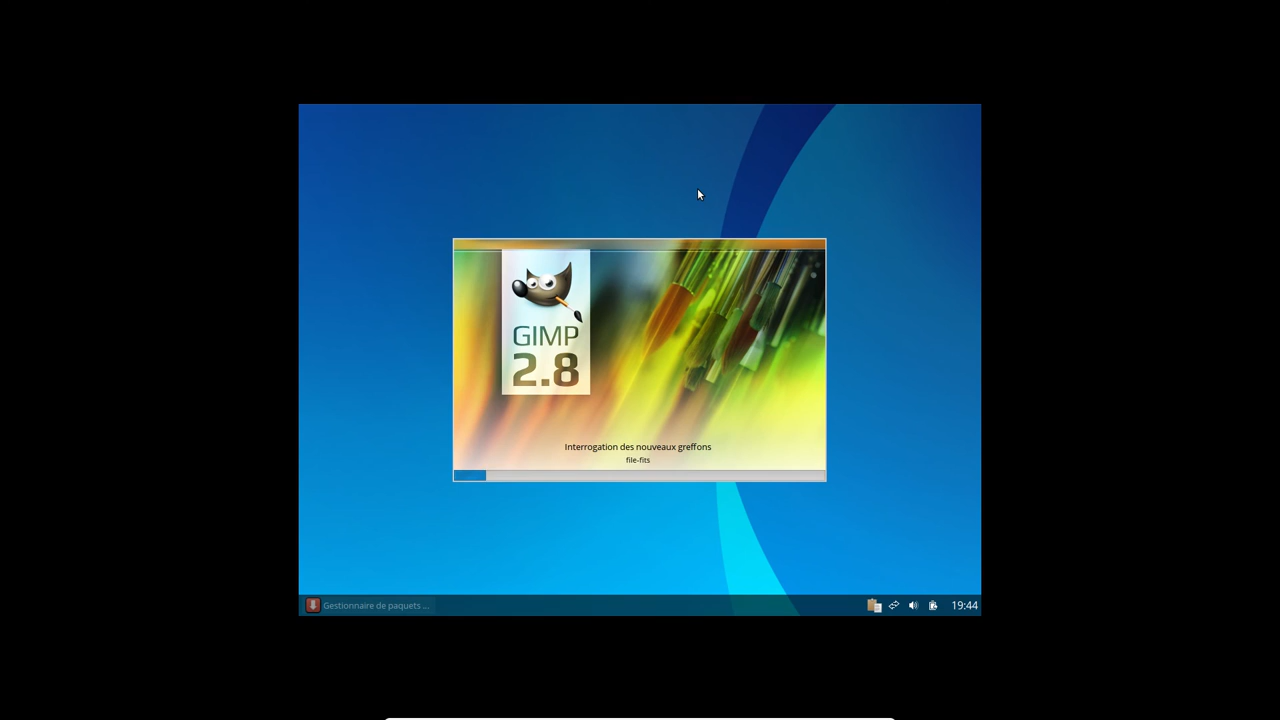 GIMP
2.8
Interrogation des nouveaux greffons
file-fits
Gestionnaire de paquets ...
19:44